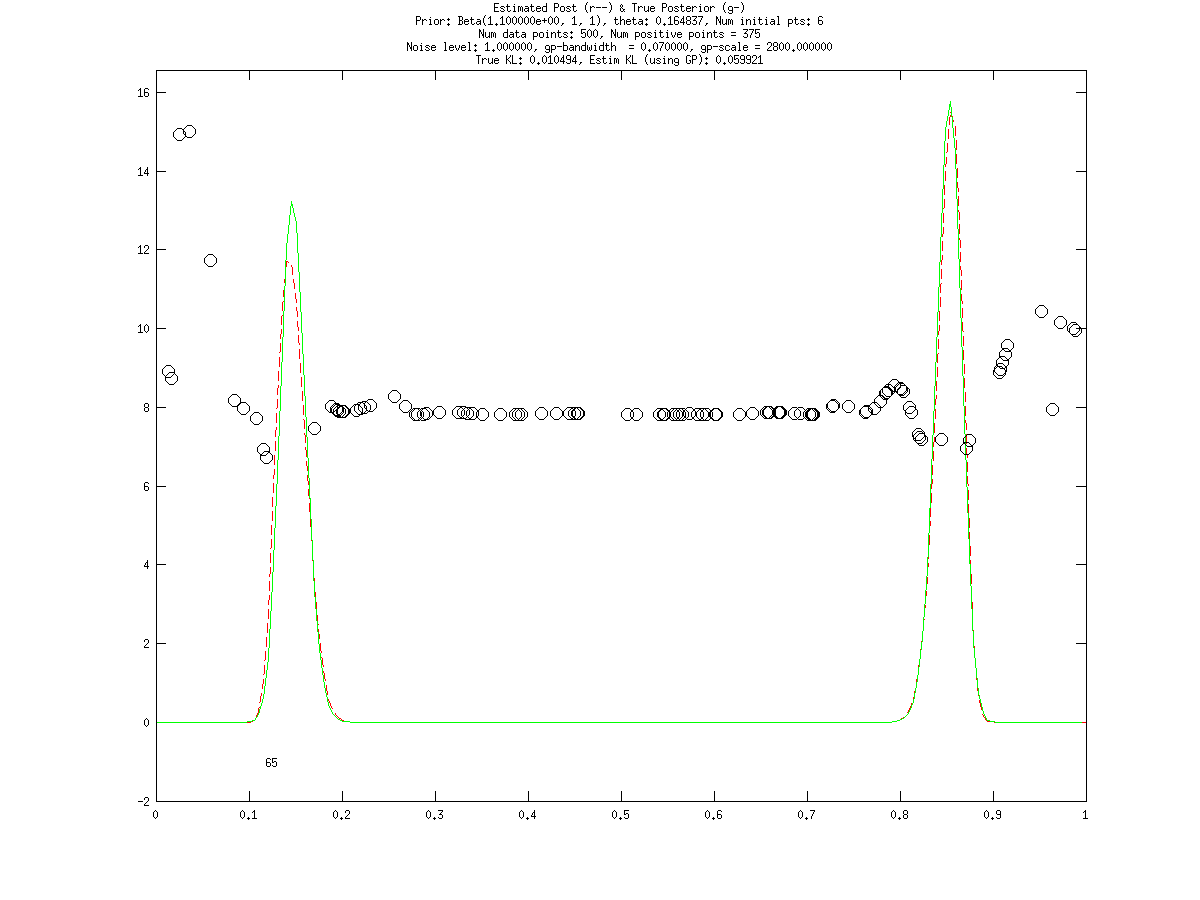 Estimated Post (r--) & True Posterior (g-)
Prior: Beta(1.100000e+00, 1, 1), theta: 0.164837, Num initial pts: 6
Num data points: 500, Num positive points = 375
Noise level: 1.000000, gp-bandwidth  = 0.070000, gp-scale = 2800.000000
True KL: 0.010494, Estim KL (using GP): 0.059921
16
14
12
10
8
6
4
2
0
65
-2
0 0.1 0.2 0.3 0.4 0.5 0.6 0.7 0.8 0.9 1